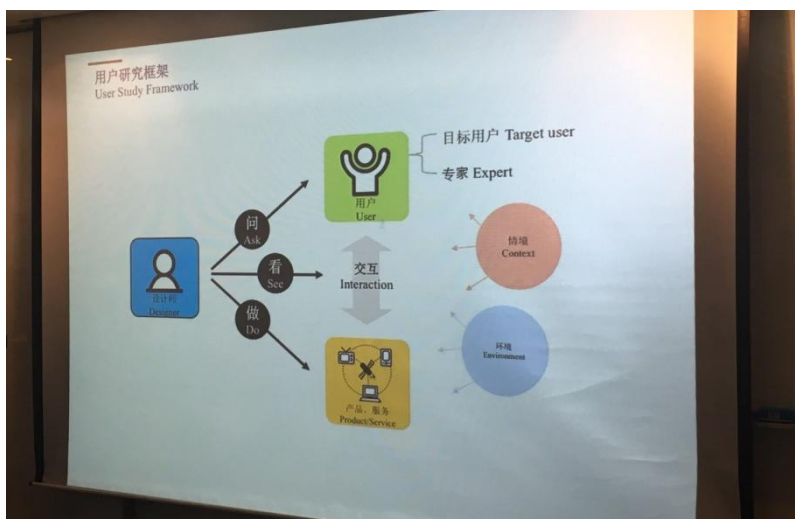 用户研究框架
User Study Framework
目标用户 Target user
专家 Expert
用户
User
问
Ask
看
See
做
Do
设计师
Designer
交互
Interaction
情境
Context
环境
Environment
产品、服务
Product/Service